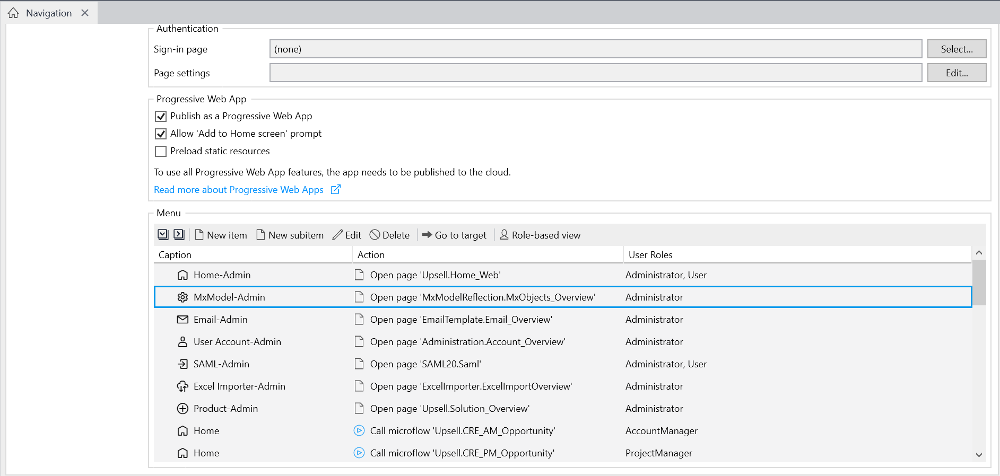 Navigation
Authentication
Sign-in page (none) Select...
Page settings Edit...
Progressive Web App
Publish as a Progressive Web App
Allow 'Add to Home screen' prompt
Preload static resources
To use all Progressive Web App features, the app needs to be published to the cloud.
Read more about Progressive Web Apps
Menu
New item New subitem Edit Delete Go to target Role-based view
Caption Action User Roles
Home-Admin Open page 'Upsell.Home_Web' Administrator, User
MxModel-Admin Open page 'MxModelReflection.MxObjects_Overview' Administrator
Email-Admin Open page 'EmailTemplate.Email_Overview' Administrator
User Account-Admin Open page 'Administration.Account_Overview' Administrator
SAML-Admin Open page 'SAML20.Saml' Administrator, User
Excel Importer-Admin Open page 'ExcelImporter.ExcelImportOverview' Administrator
Product-Admin Open page 'Upsell.Solution_Overview' Administrator
Home Call microflow 'Upsell.CRE_AM_Opportunity' AccountManager
Home Call microflow 'Upsell.CRE_PM_Opportunity' ProjectManager